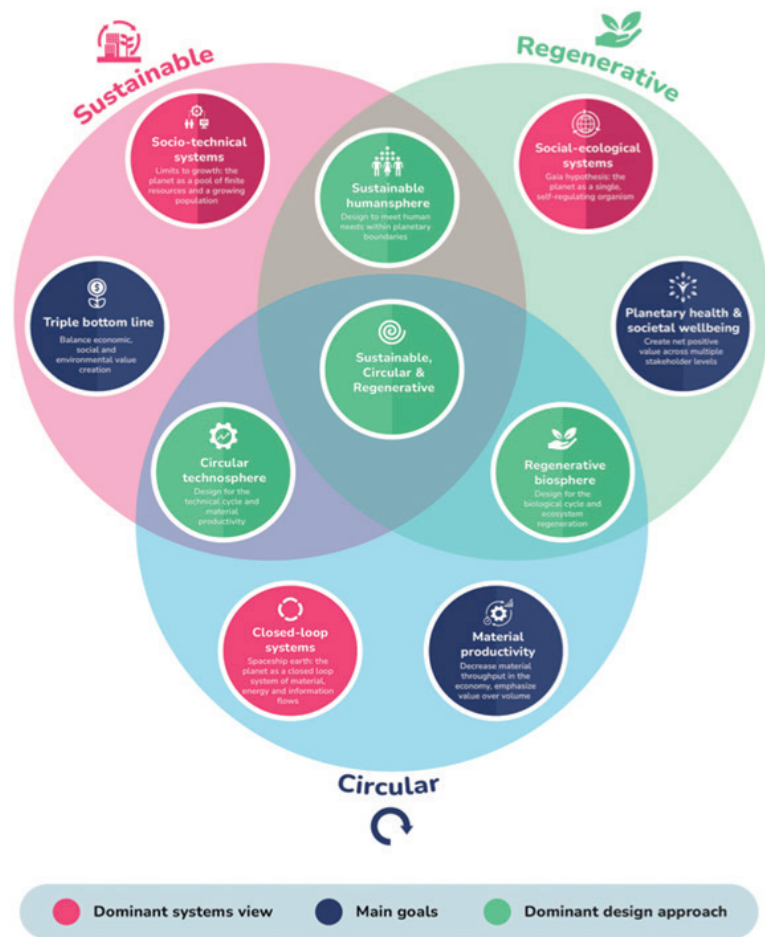 Sustainable
Regenerative
Socio-technical
systems
Limits to growth: the
planet as a pool of finite
resources and a growing
population
Sustainable
humansphere
Design to meet human
needs within planetary
boundaries
Social-ecological
systems
Gaia hypothesis: the
planet as a single,
self-regulating organism
Triple bottom line
Balance economic,
social and
environmental value
creation
Sustainable,
Circular &
Regenerative
Planetary health &
societal wellbeing
Create net positive
value across multiple
stakeholder levels
Circular
technosphere
Design for the
technical cycle and
material
productivity
Regenerative
biosphere
Design for the
biological cycle and
ecosystem
regeneration
Closed-loop
systems
Spaceship earth: the
planet as a closed loop
system of material,
energy and information
flows
Material
productivity
Decrease material
throughput in the
economy, emphasize
value over volume
Circular
Dominant systems view
Main goals
Dominant design approach